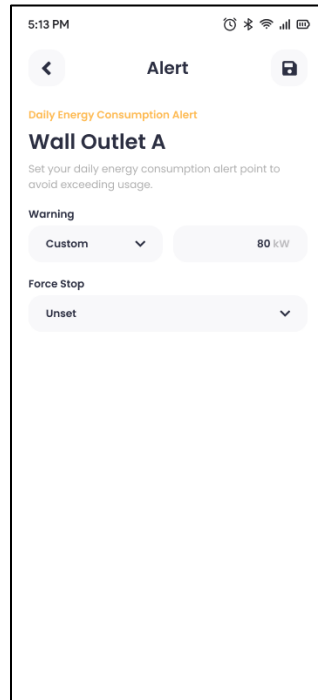 5:13 PM
Alert
Daily Energy Consumption Alert
Wall Outlet A
Set your daily energy consumption alert point to
avoid exceeding usage.
Warning
Custom 80 kW
Force Stop
Unset